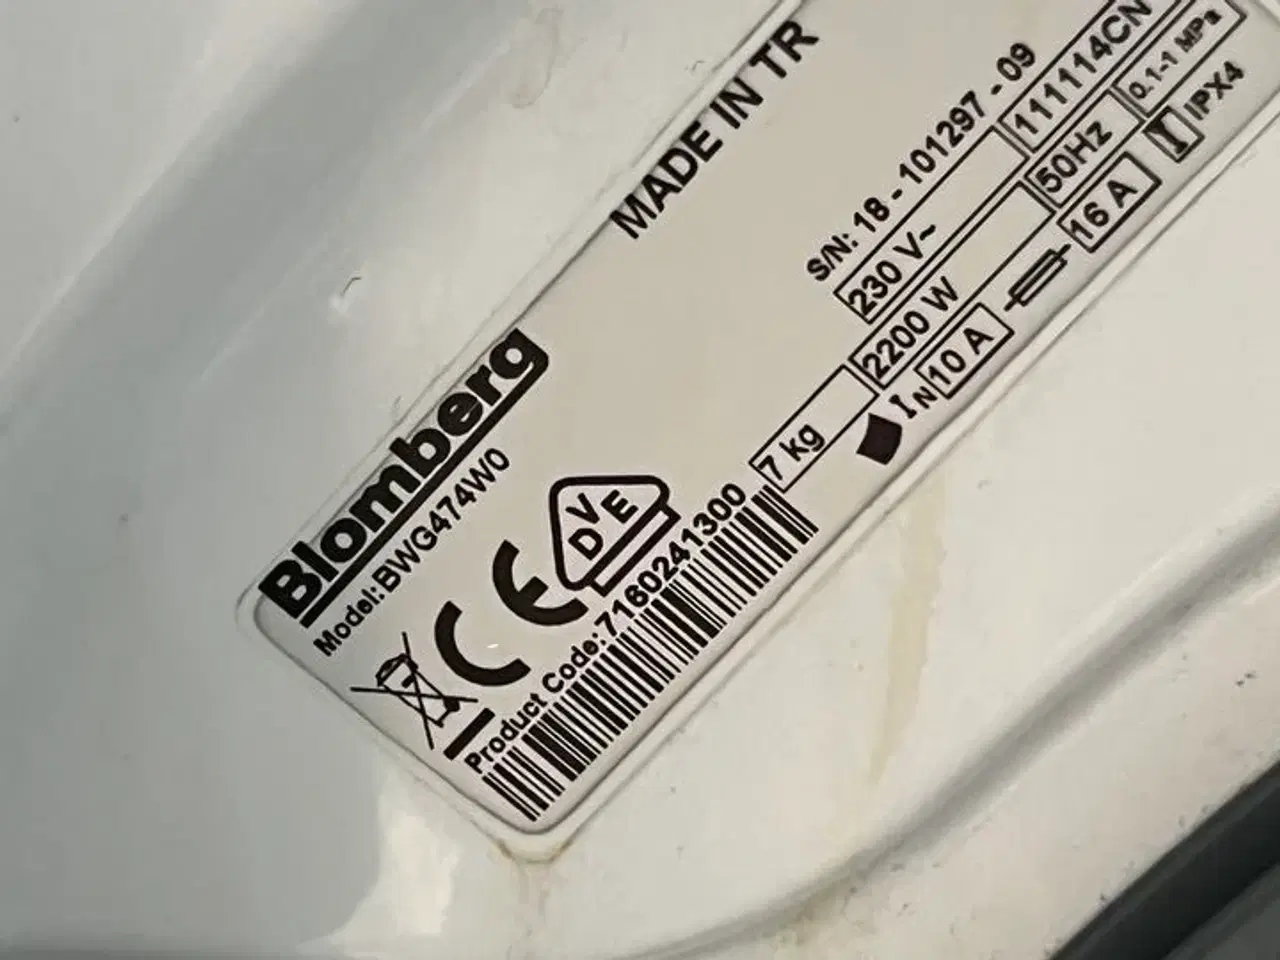 Blomberg
Model: BWG474W0
MADE IN TR
CE
DVE
Product Code: 7160241300
S/N: 18 - 101297 - 09
111114CN
230 V~
50Hz
0.1-1 MPa
2200 W
16 A
IPX4
7 kg
IN 10 A